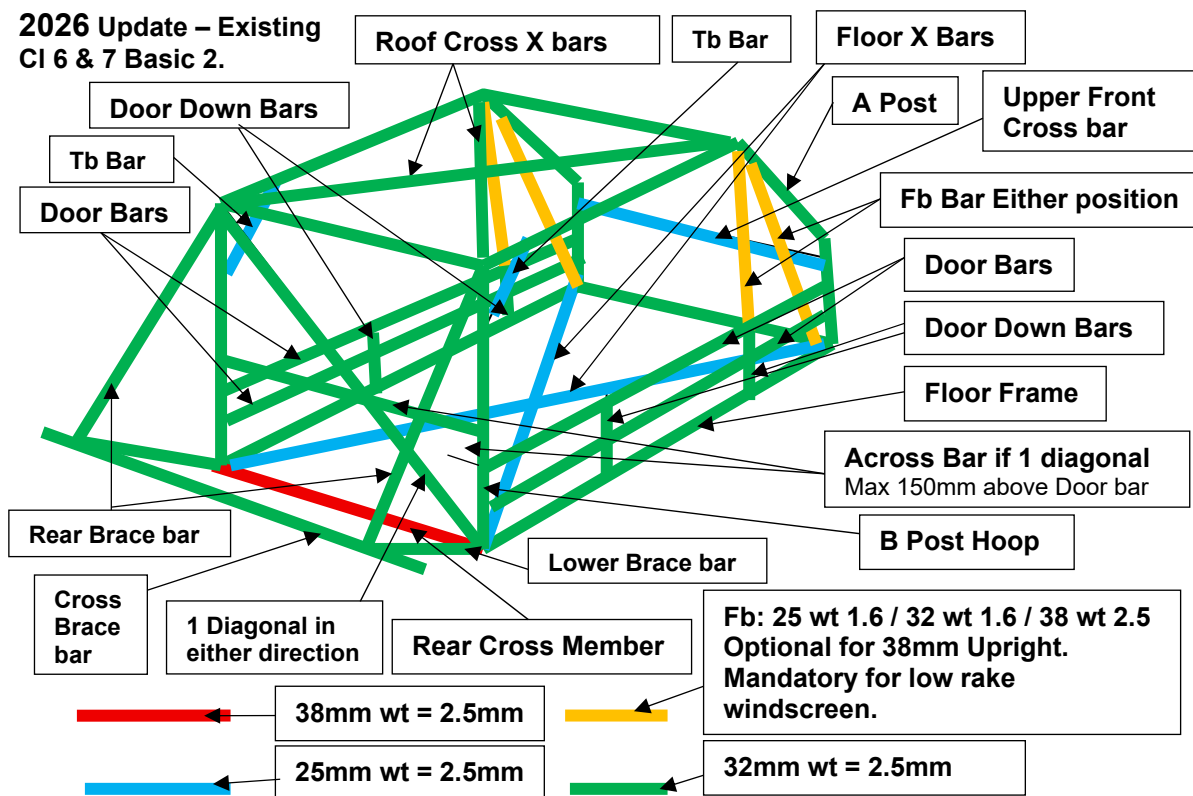 2026 Update – Existing
Cl 6 & 7 Basic 2.
Roof Cross X bars
Tb Bar
Floor X Bars
Door Down Bars
A Post
Upper Front
Cross bar
Tb Bar
Door Bars
Fb Bar Either position
Door Bars
Door Down Bars
Floor Frame
Across Bar if 1 diagonal
Max 150mm above Door bar
Rear Brace bar
B Post Hoop
Lower Brace bar
Cross
Brace
bar
1 Diagonal in
either direction
Rear Cross Member
Fb: 25 wt 1.6 / 32 wt 1.6 / 38 wt 2.5
Optional for 38mm Upright.
Mandatory for low rake
windscreen.
38mm wt = 2.5mm
25mm wt = 2.5mm
32mm wt = 2.5mm